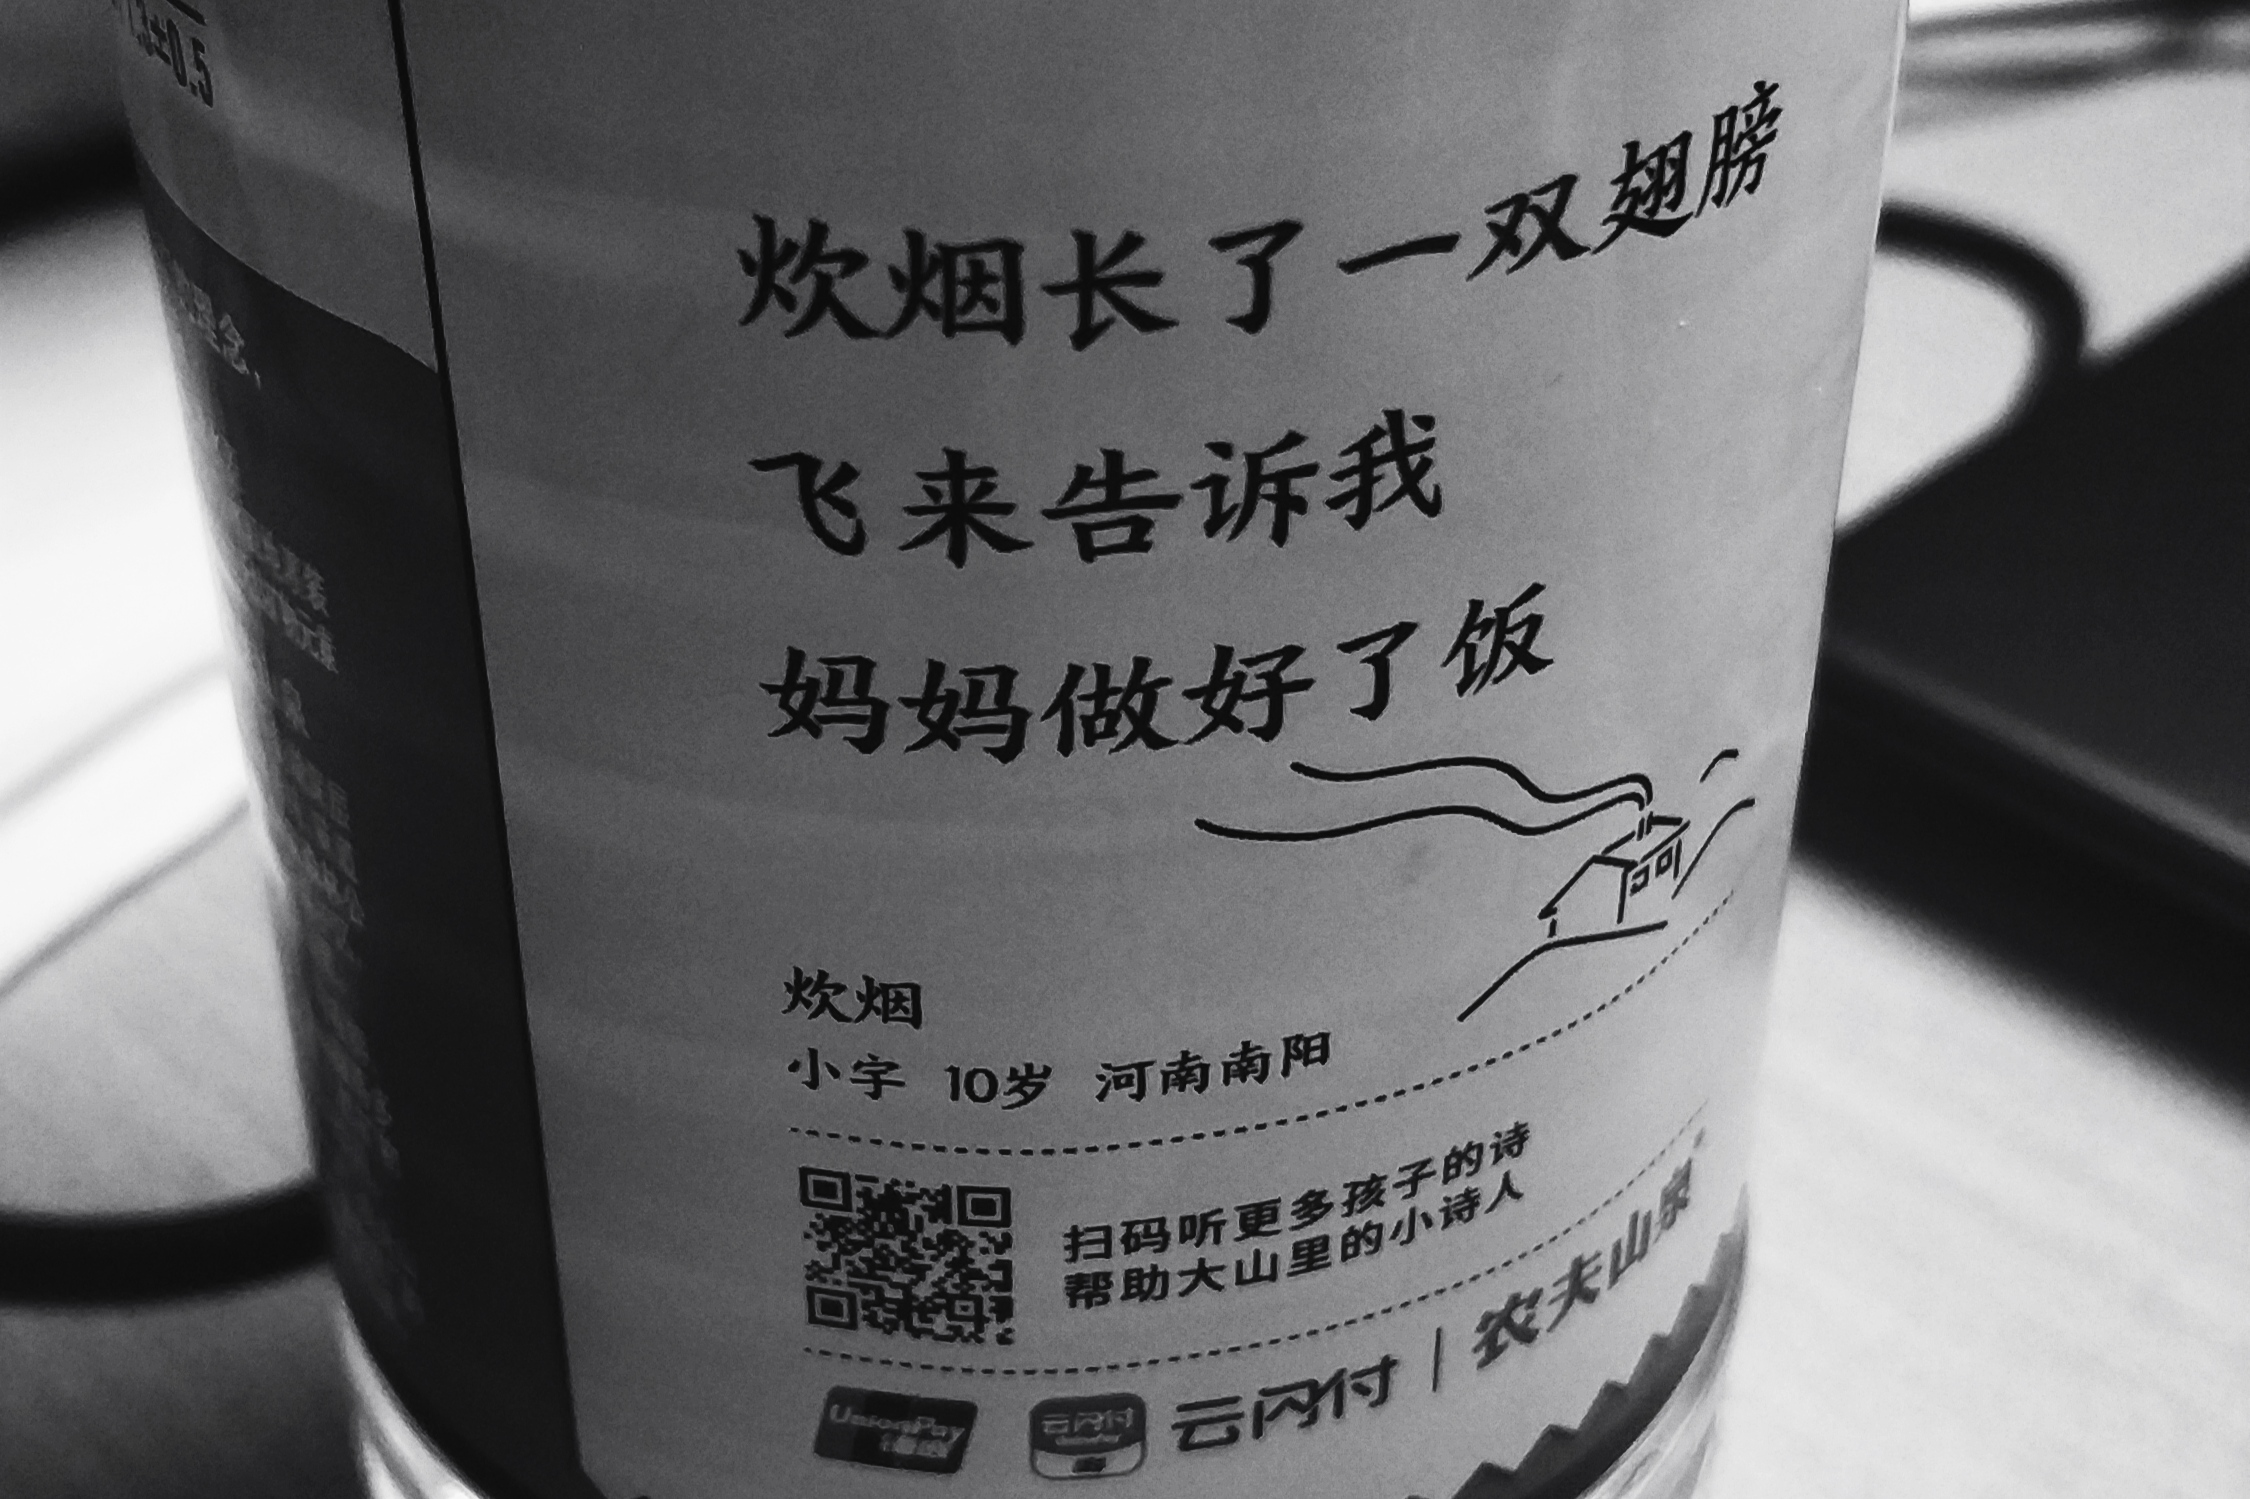 炊烟长了一双翅膀
飞来告诉我
妈妈做好了饭
炊烟
小宇 10岁 河南南阳
扫码听更多孩子的诗
帮助大山里的小诗人
UnionPay
银联
云闪付
云闪付 | 农夫山泉
±0.5